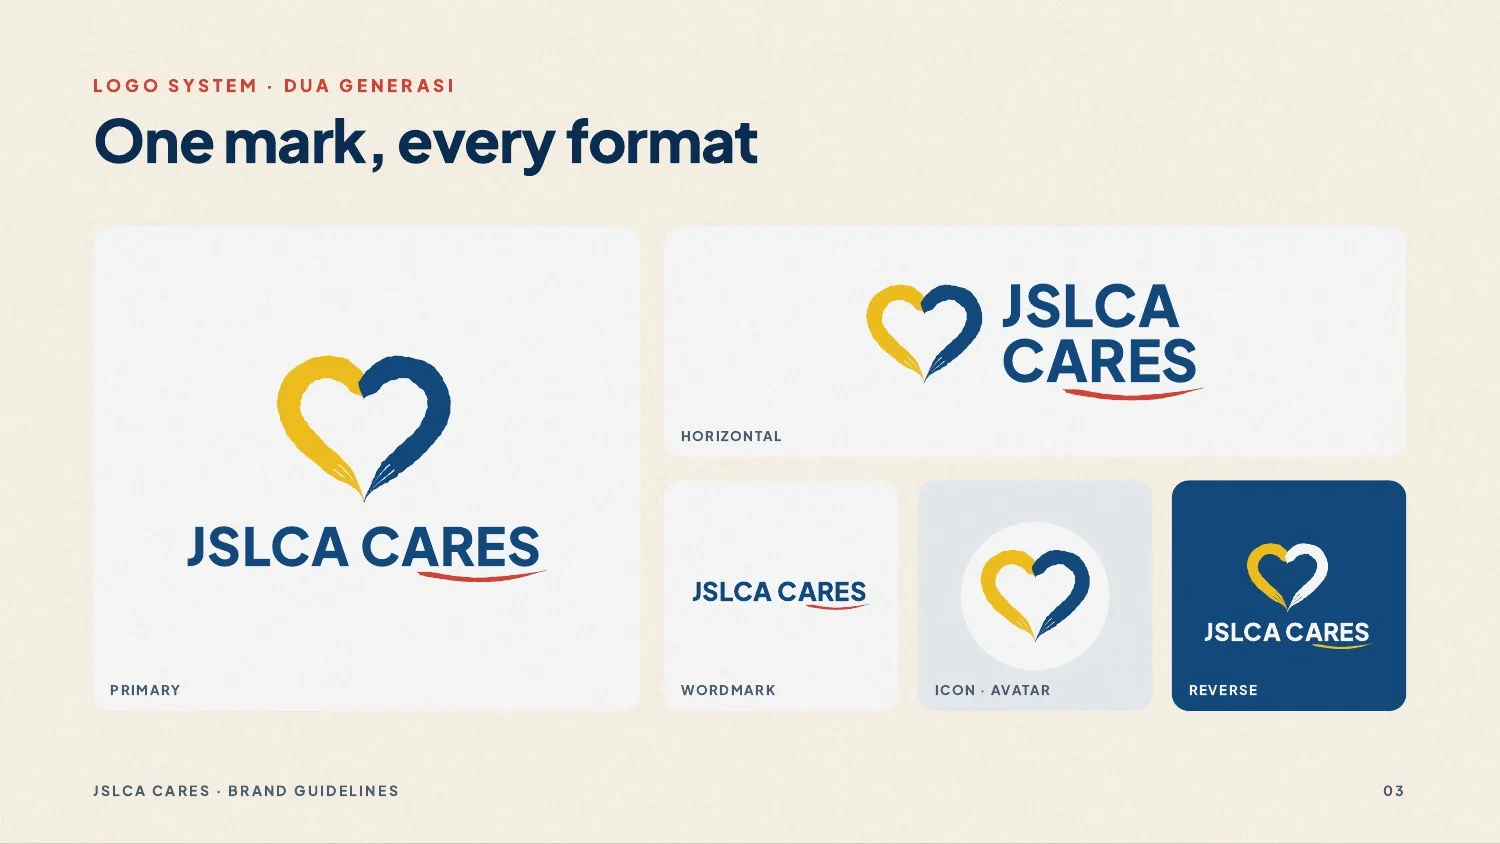 LOGO SYSTEM · DUA GENERASI
One mark, every format
JSLCA CARES
PRIMARY
JSLCA
CARES
HORIZONTAL
JSLCA CARES
WORDMARK
ICON · AVATAR
JSLCA CARES
REVERSE
JSLCA CARES · BRAND GUIDELINES
03